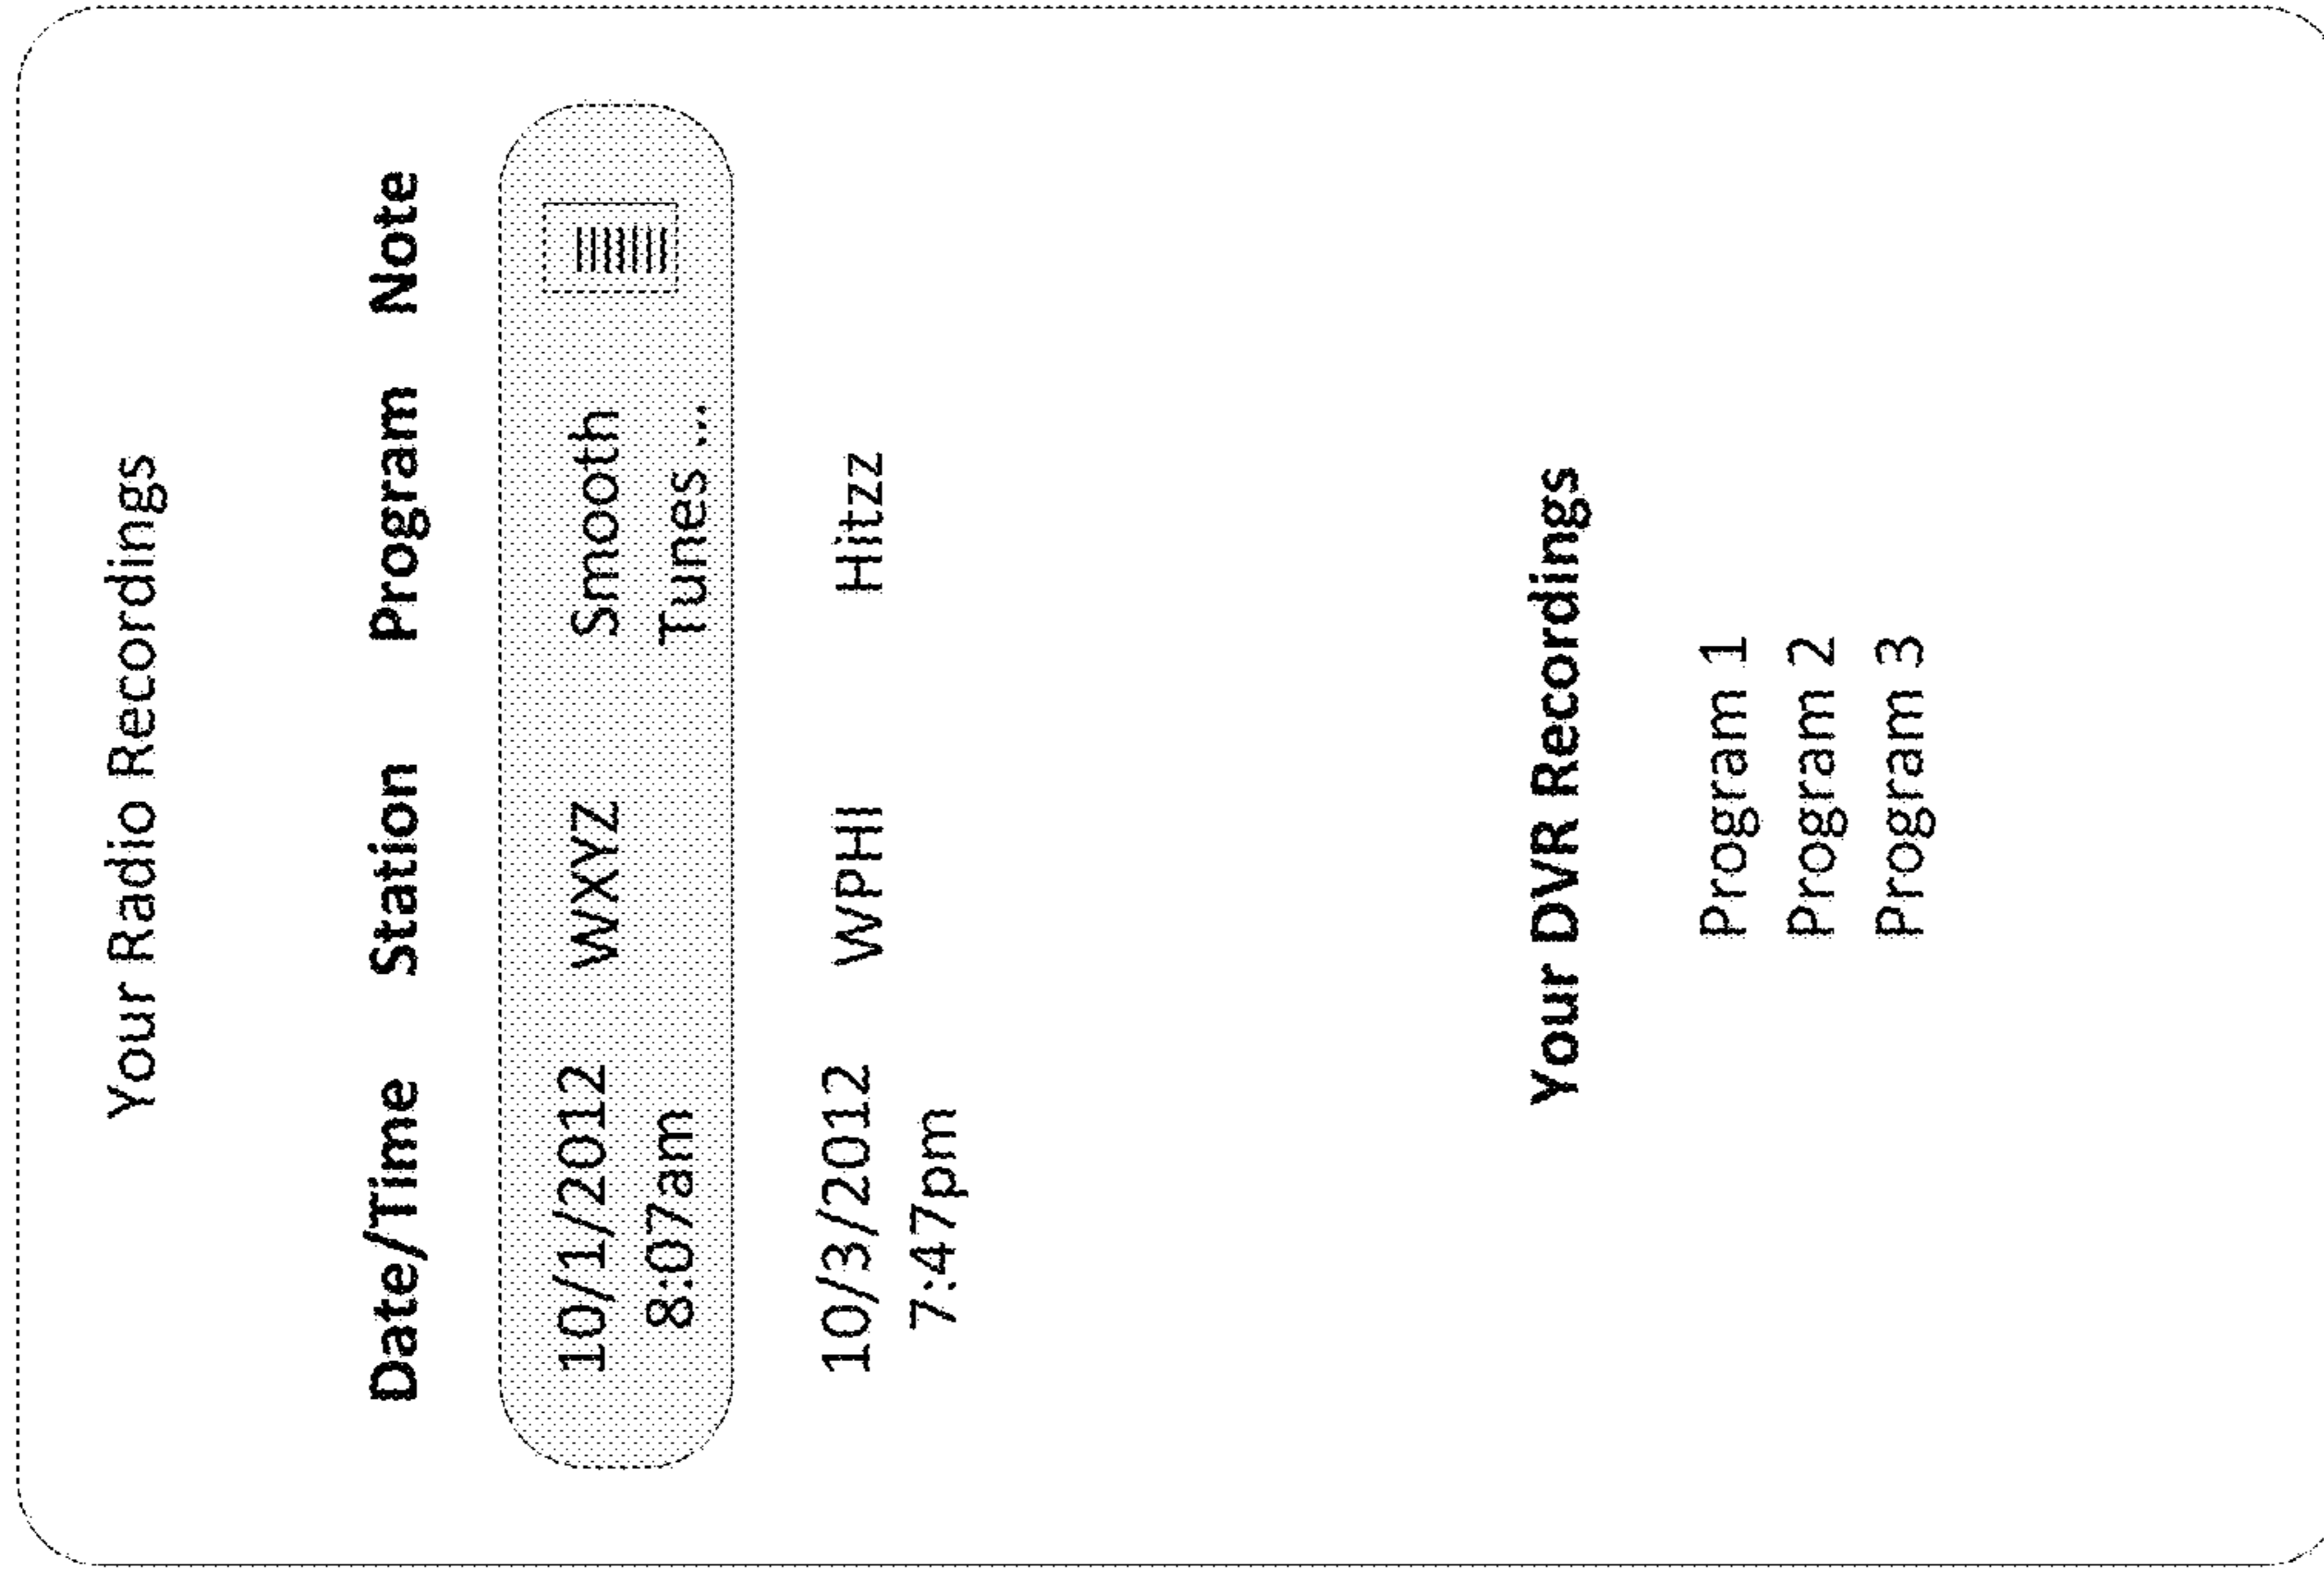 Your Radio Recordings
Date/Time Station Program Note
10/1/2012 WXYZ Smooth
8:07am Tunes ...
10/3/2012 WPHI Hitzz
7:47pm
Your DVR Recordings
Program 1
Program 2
Program 3